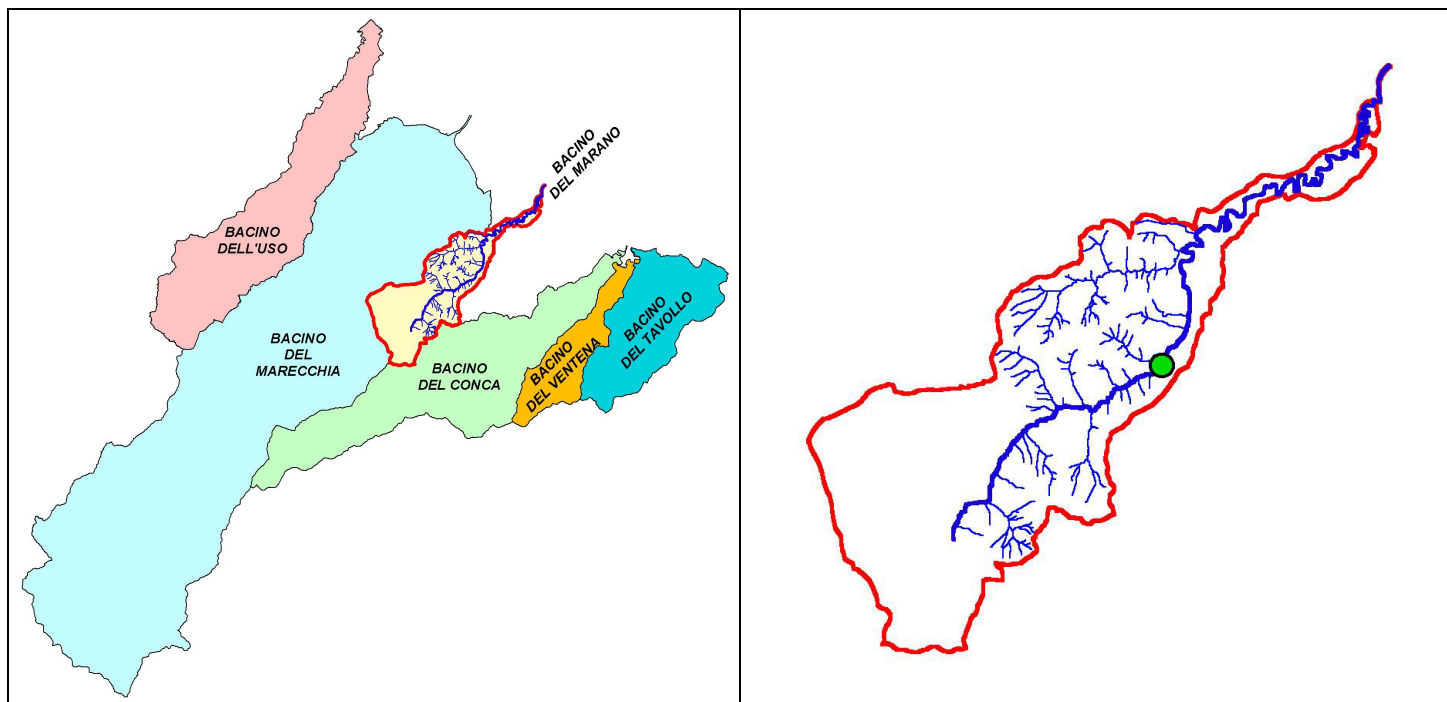 BACINO
DELL'USO
BACINO
DEL MARANO
BACINO
DEL
MARECCHIA
BACINO
DEL CONCA
BACINO
DEL VENTENA
BACINO
DEL TAVOLLO